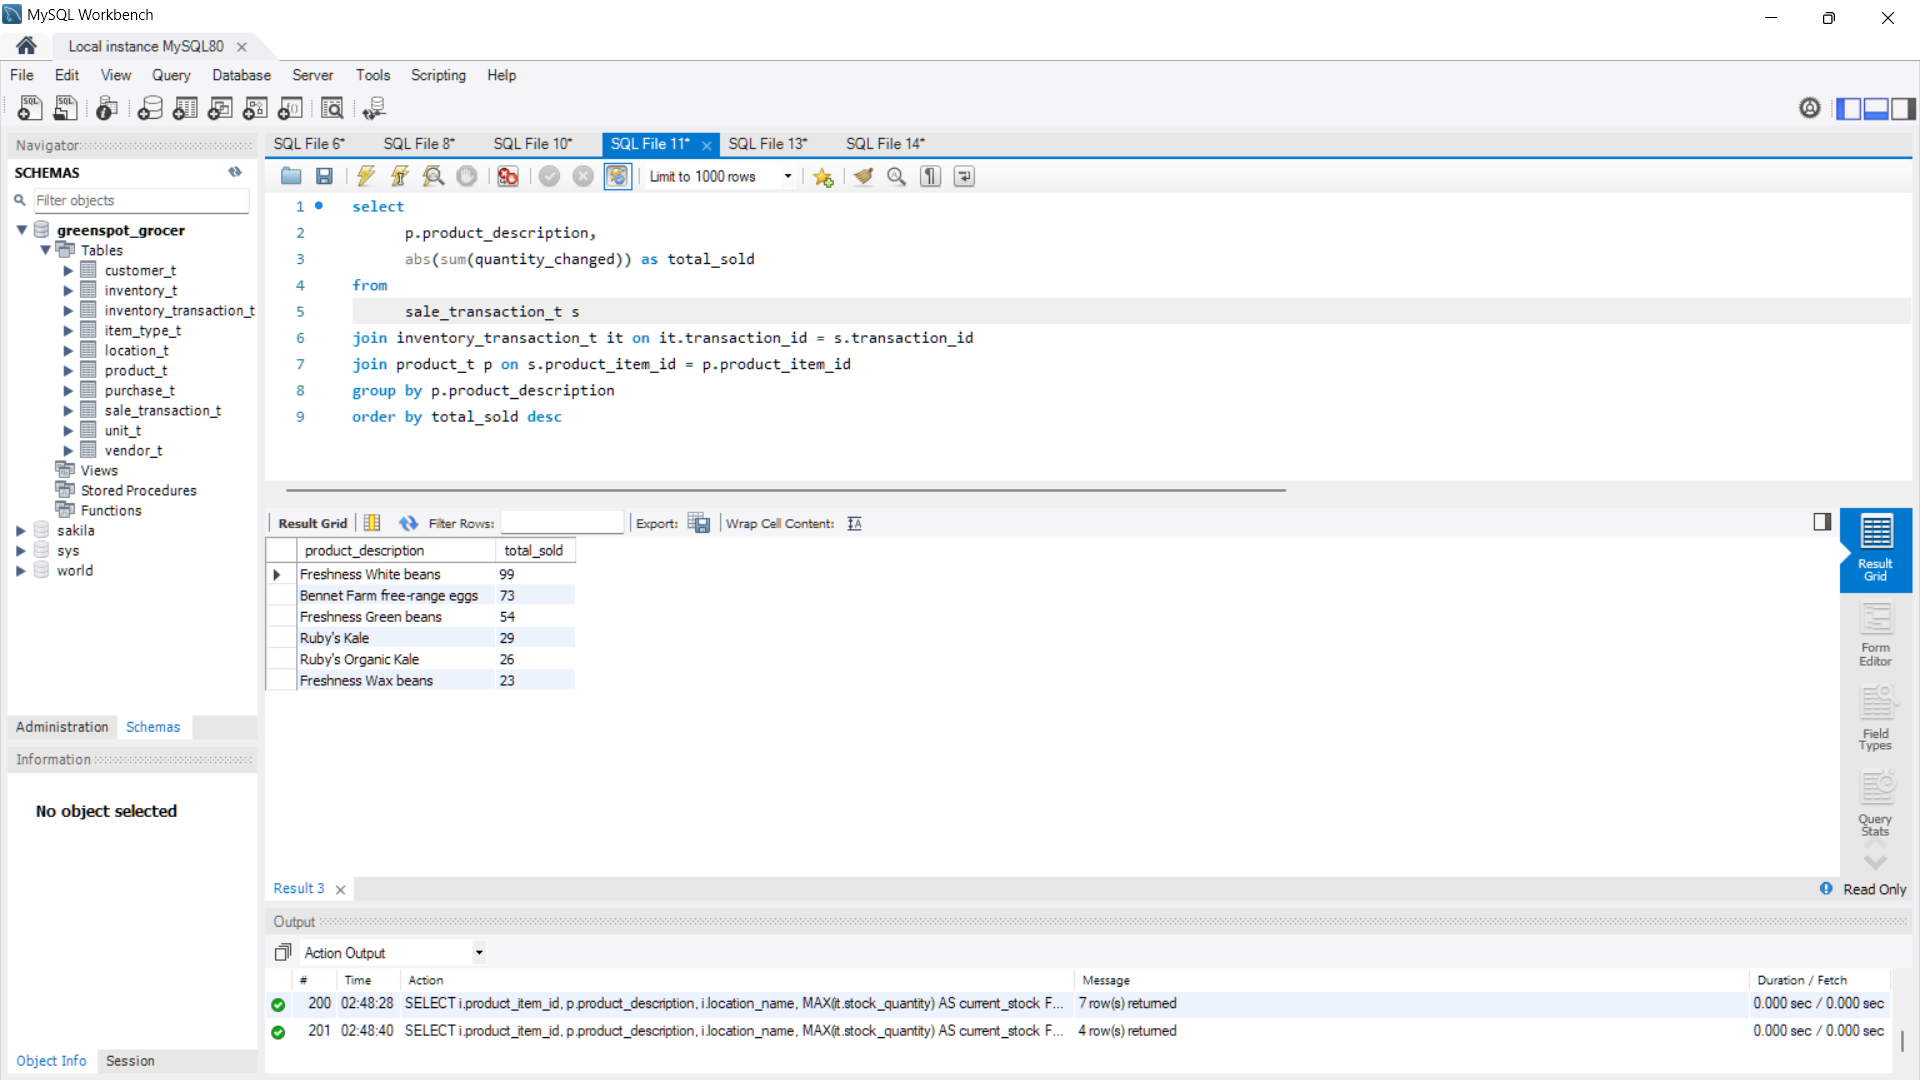 MySQL Workbench
Local instance MySQL80
File Edit View Query Database Server Tools Scripting Help
Navigator
SCHEMAS
Filter objects
greenspot_grocer
Tables
customer_t
inventory_t
inventory_transaction_t
item_type_t
location_t
product_t
purchase_t
sale_transaction_t
unit_t
vendor_t
Views
Stored Procedures
Functions
sakila
sys
world
Administration Schemas
Information
No object selected
Object Info Session
SQL File 6* SQL File 8* SQL File 10* SQL File 11* SQL File 13* SQL File 14*
Limit to 1000 rows
1 select
2 p.product_description,
3 abs(sum(quantity_changed)) as total_sold
4 from
5 sale_transaction_t s
6 join inventory_transaction_t it on it.transaction_id = s.transaction_id
7 join product_t p on s.product_item_id = p.product_item_id
8 group by p.product_description
9 order by total_sold desc
Result Grid Filter Rows: Export: Wrap Cell Content:
product_description total_sold
Freshness White beans 99
Bennet Farm free-range eggs 73
Freshness Green beans 54
Ruby's Kale 29
Ruby's Organic Kale 26
Freshness Wax beans 23
Result
Grid
Form
Editor
Field
Types
Query
Stats
Result 3
Read Only
Output
Action Output
# Time Action Message Duration / Fetch
200 02:48:28 SELECT i.product_item_id, p.product_description, i.location_name, MAX(it.stock_quantity) AS current_stock F... 7 row(s) returned 0.000 sec / 0.000 sec
201 02:48:40 SELECT i.product_item_id, p.product_description, i.location_name, MAX(it.stock_quantity) AS current_stock F... 4 row(s) returned 0.000 sec / 0.000 sec